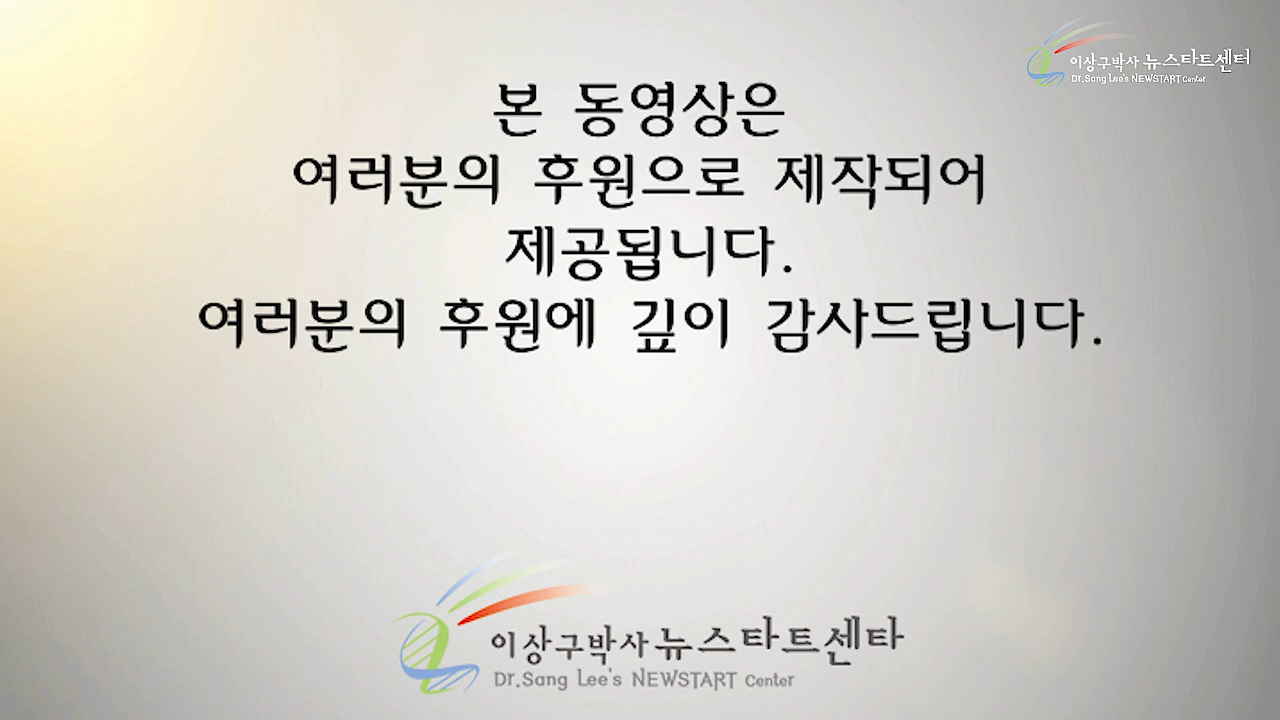 이상구박사 뉴스타트센터
Dr.Sang Lee's NEWSTART Center
본 동영상은
여러분의 후원으로 제작되어
제공됩니다.
여러분의 후원에 깊이 감사드립니다.
이상구박사 뉴스타트센타
Dr.Sang Lee's NEWSTART Center